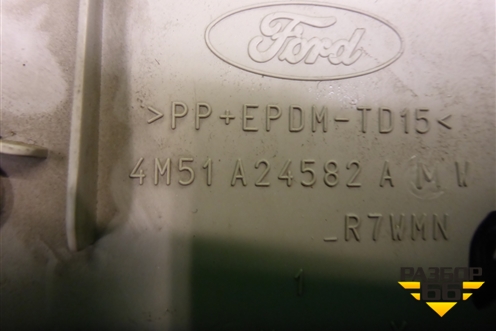 Ford
>PP+EPDM-TD15<
4M51 A24582 A M W
_R7WMN
1
РАЗБОР
66